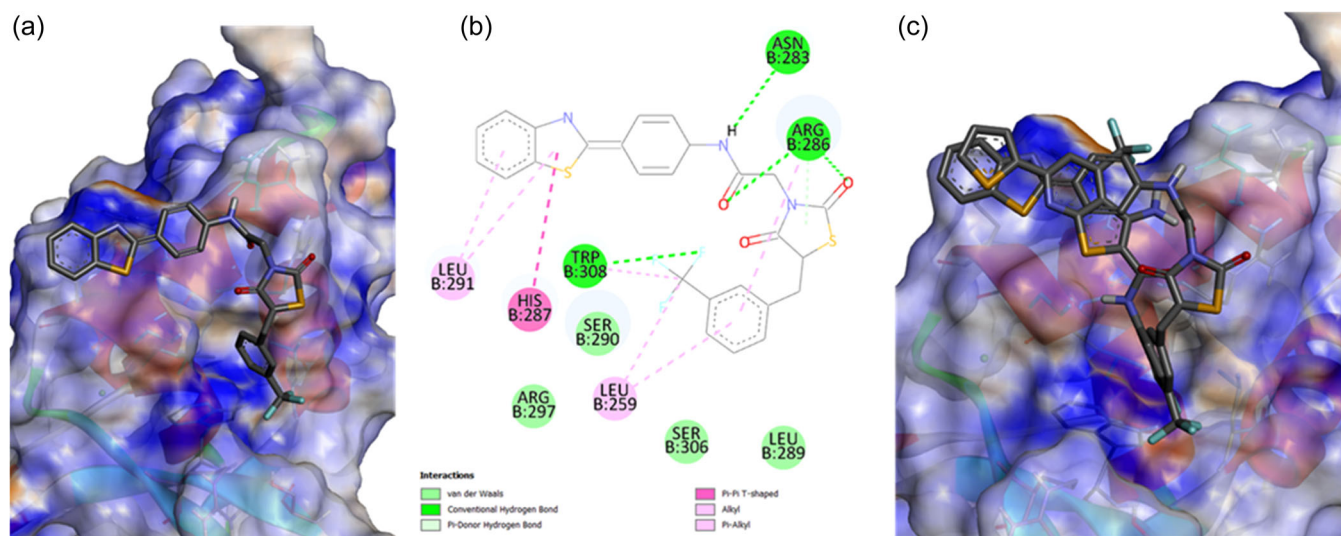 (a)
(b)
(c)
ASN
B:283
ARG
B:286
N
H
N
S
O
O
N
O
S
LEU
B:291
HIS
B:287
TRP
B:308
SER
B:290
ARG
B:297
LEU
B:259
SER
B:306
LEU
B:289
Interactions
van der Waals
Conventional Hydrogen Bond
Pi-Donor Hydrogen Bond
Pi-Pi T-shaped
Alkyl
Pi-Alkyl